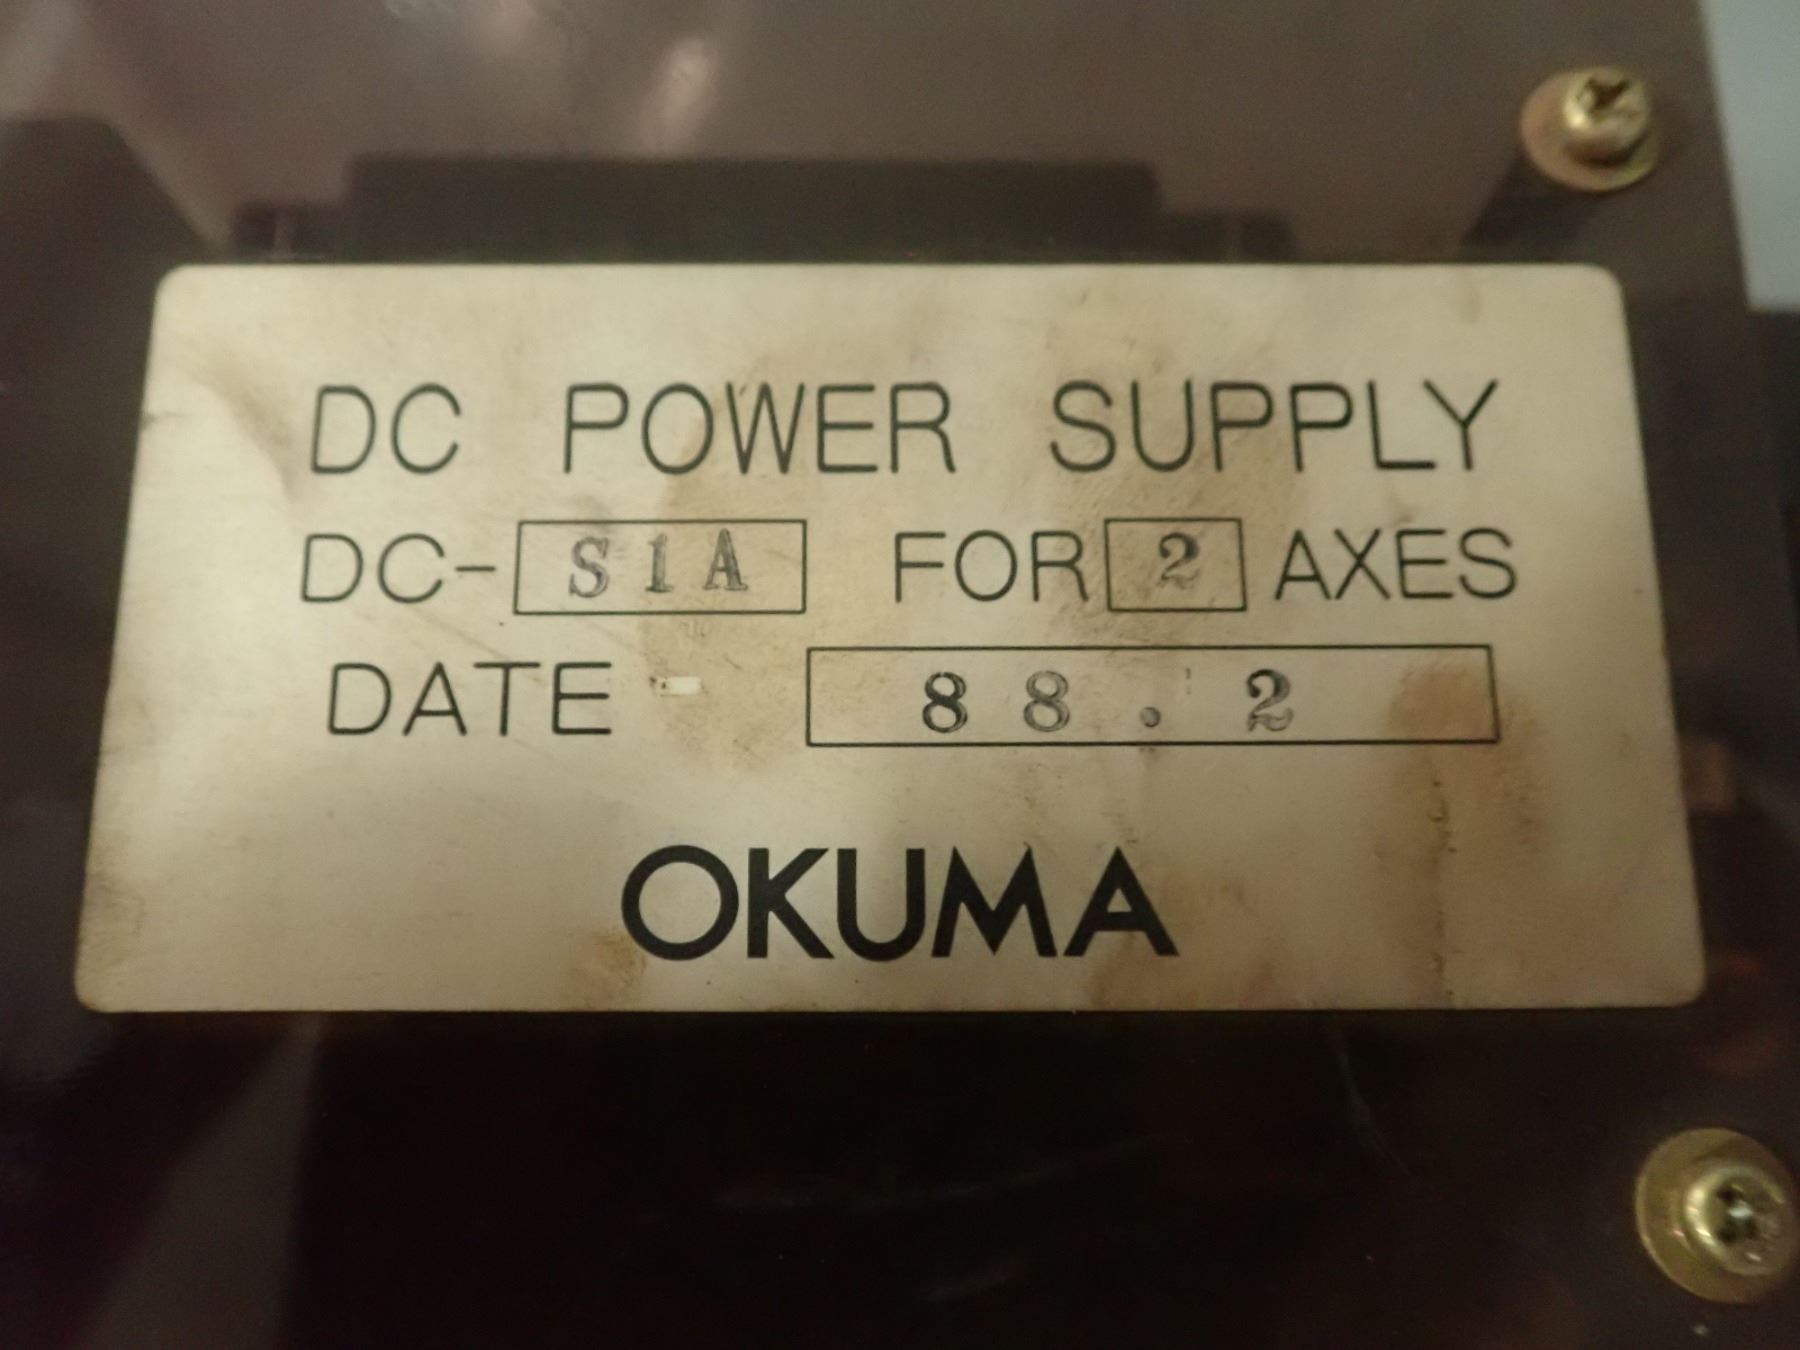 DC POWER SUPPLY
DC-S1A FOR 2 AXES
DATE 88.2
OKUMA